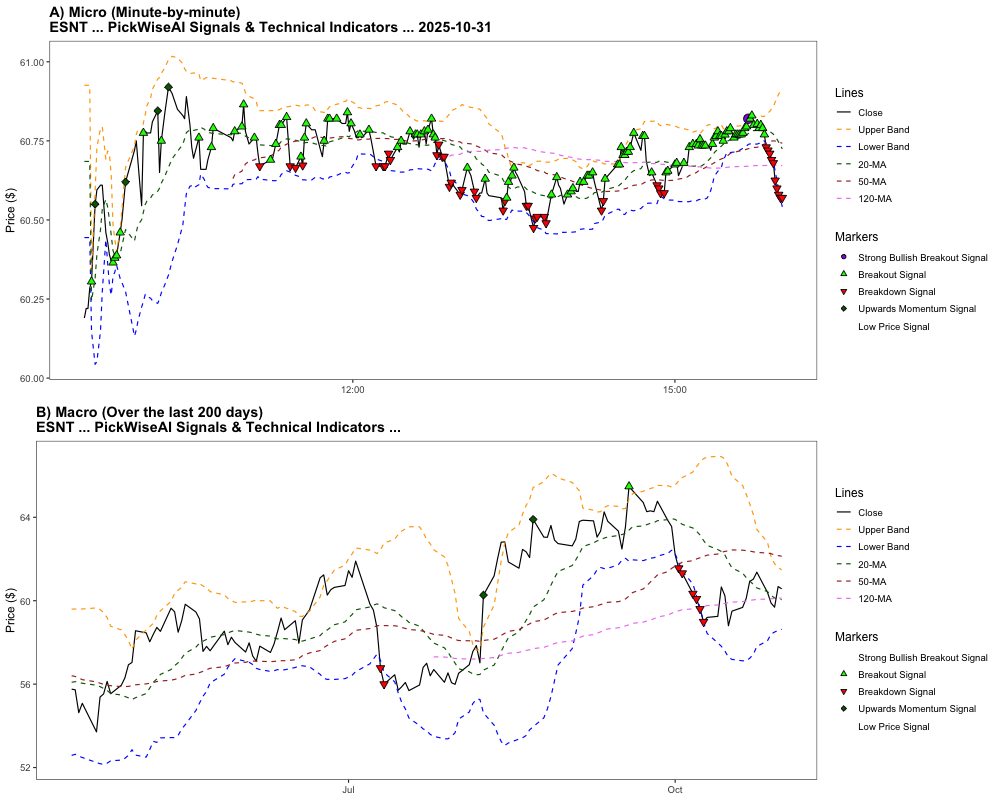 A) Micro (Minute-by-minute)
ESNT ... PickWiseAI Signals & Technical Indicators ... 2025-10-31
61.00
60.75
60.50
60.25
60.00
Price ($)
12:00
15:00
Lines
Close
Upper Band
Lower Band
20-MA
50-MA
120-MA
Markers
Strong Bullish Breakout Signal
Breakout Signal
Breakdown Signal
Upwards Momentum Signal
Low Price Signal
B) Macro (Over the last 200 days)
ESNT ... PickWiseAI Signals & Technical Indicators ...
64
60
56
52
Price ($)
Jul
Oct
Lines
Close
Upper Band
Lower Band
20-MA
50-MA
120-MA
Markers
Strong Bullish Breakout Signal
Breakout Signal
Breakdown Signal
Upwards Momentum Signal
Low Price Signal